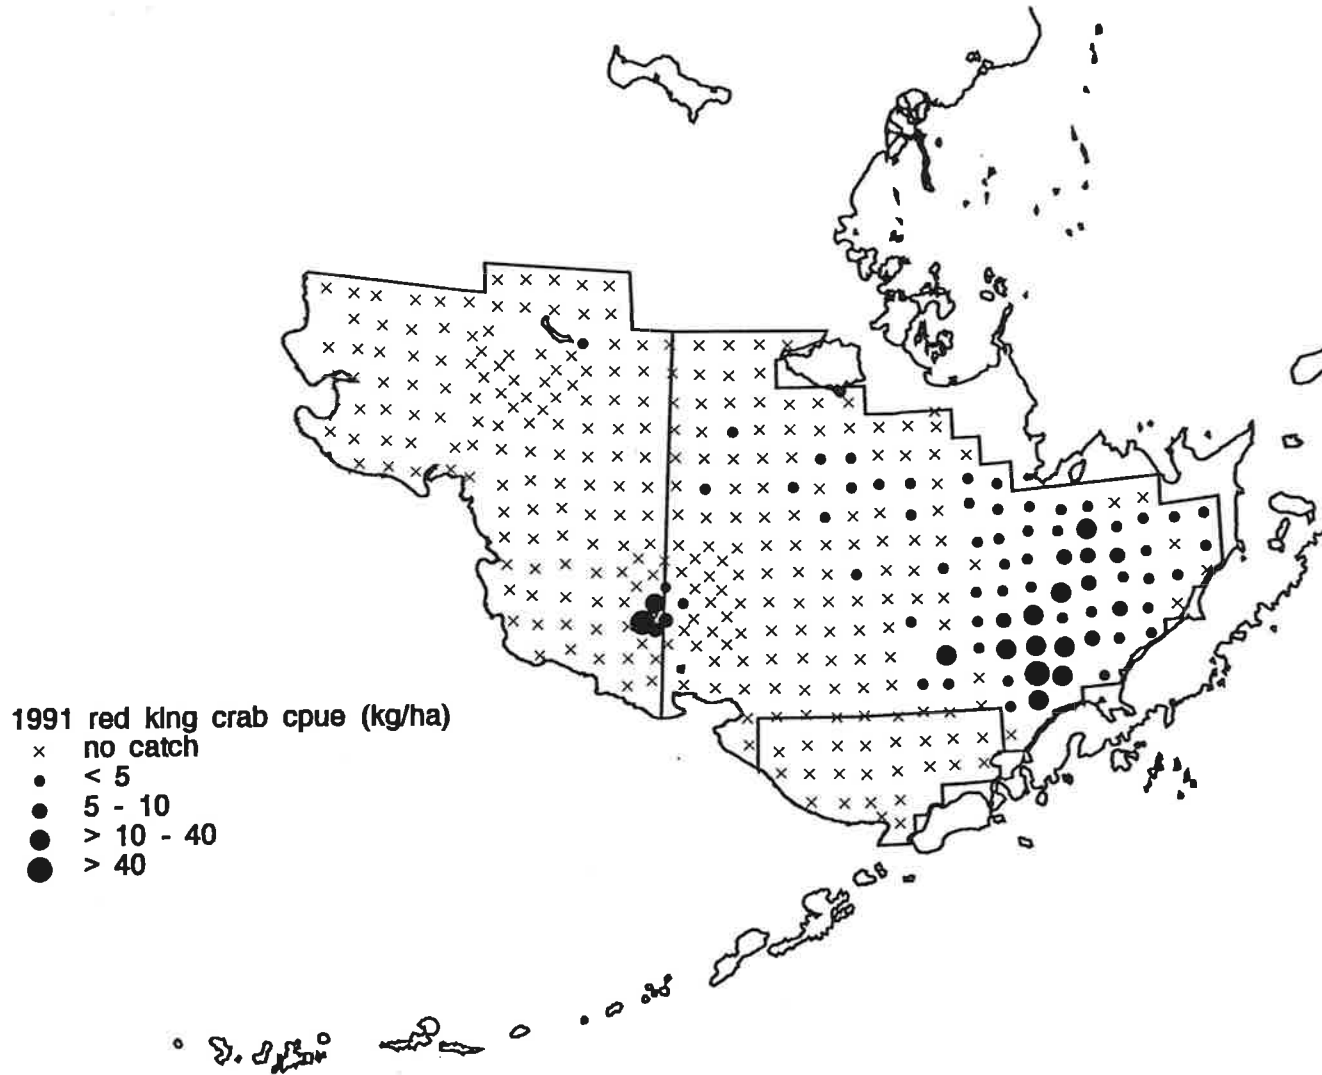 1991 red king crab cpue (kg/ha)
× no catch
< 5
5 - 10
> 10 - 40
> 40